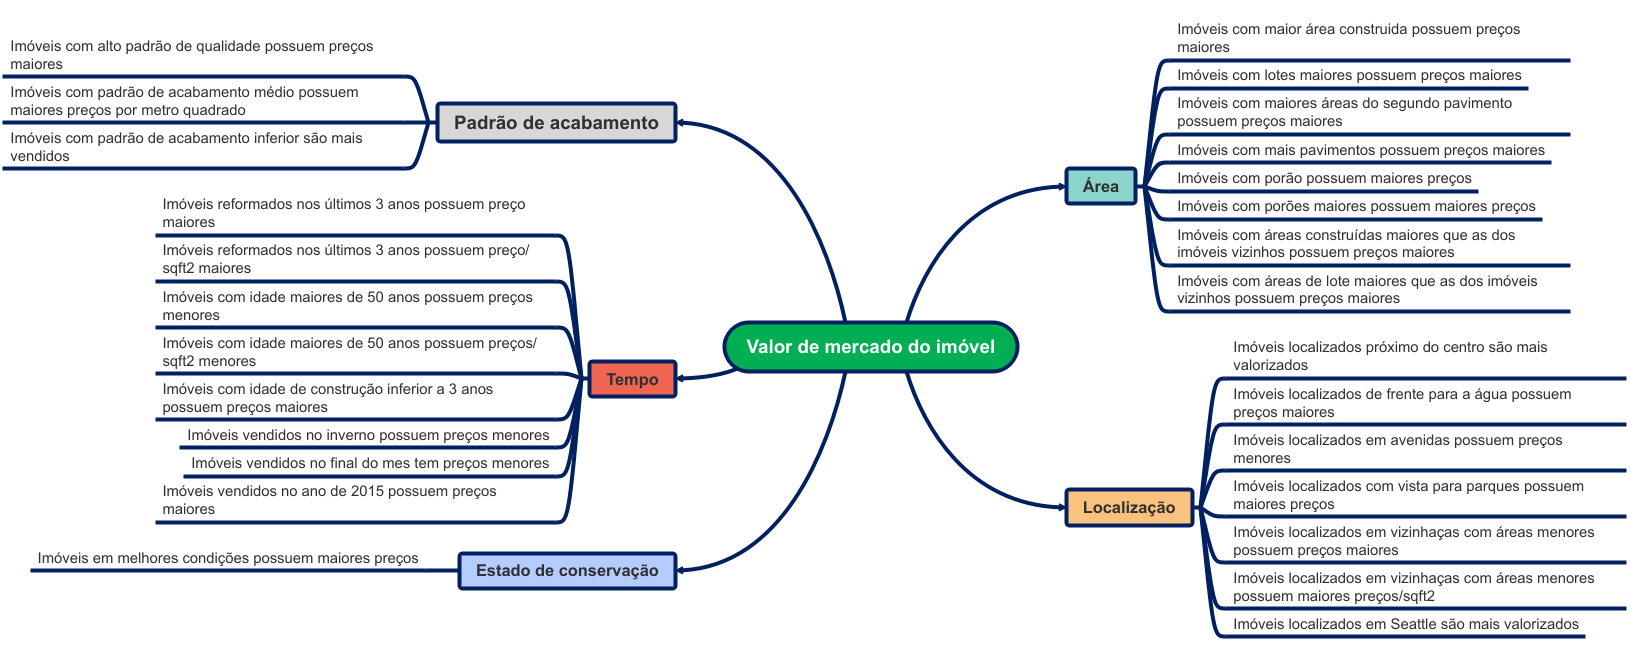 Imóveis com alto padrão de qualidade possuem preços
maiores
Imóveis com padrão de acabamento médio possuem
maiores preços por metro quadrado
Imóveis com padrão de acabamento inferior são mais
vendidos
Padrão de acabamento
Imóveis reformados nos últimos 3 anos possuem preço
maiores
Imóveis reformados nos últimos 3 anos possuem preço/
sqft2 maiores
Imóveis com idade maiores de 50 anos possuem preços
menores
Imóveis com idade maiores de 50 anos possuem preços/
sqft2 menores
Imóveis com idade de construção inferior a 3 anos
possuem preços maiores
Imóveis vendidos no inverno possuem preços menores
Imóveis vendidos no final do mes tem preços menores
Imóveis vendidos no ano de 2015 possuem preços
maiores
Tempo
Imóveis em melhores condições possuem maiores preços
Estado de conservação
Valor de mercado do imóvel
Área
Imóveis com maior área construida possuem preços
maiores
Imóveis com lotes maiores possuem preços maiores
Imóveis com maiores áreas do segundo pavimento
possuem preços maiores
Imóveis com mais pavimentos possuem preços maiores
Imóveis com porão possuem maiores preços
Imóveis com porões maiores possuem maiores preços
Imóveis com áreas construídas maiores que as dos
imóveis vizinhos possuem preços maiores
Imóveis com áreas de lote maiores que as dos imóveis
vizinhos possuem preços maiores
Localização
Imóveis localizados próximo do centro são mais
valorizados
Imóveis localizados de frente para a água possuem
preços maiores
Imóveis localizados em avenidas possuem preços
menores
Imóveis localizados com vista para parques possuem
maiores preços
Imóveis localizados em vizinhaças com áreas menores
possuem preços maiores
Imóveis localizados em vizinhaças com áreas menores
possuem maiores preços/sqft2
Imóveis localizados em Seattle são mais valorizados